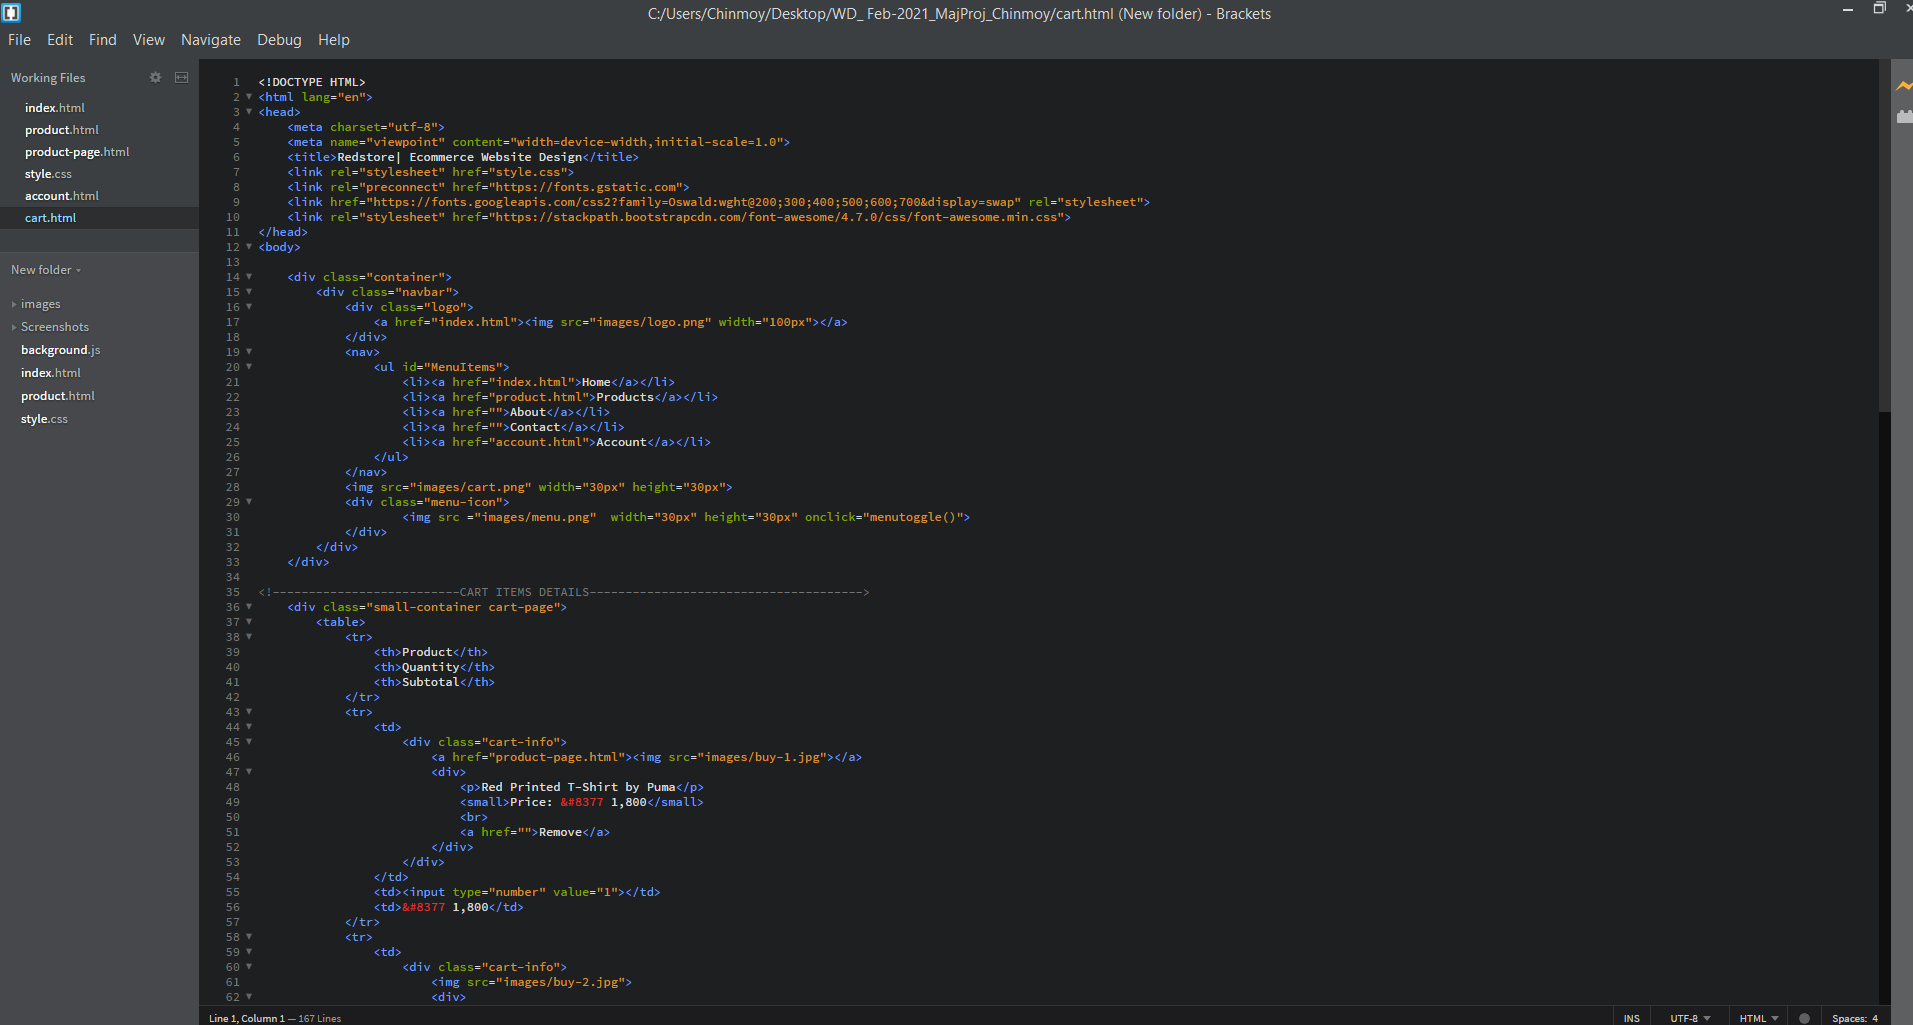 C:/Users/Chinmoy/Desktop/WD_ Feb-2021_MajProj_Chinmoy/cart.html (New folder) - Brackets
File Edit Find View Navigate Debug Help
Working Files
index.html
product.html
product-page.html
style.css
account.html
cart.html
New folder
images
Screenshots
background.js
index.html
product.html
style.css
1 <!DOCTYPE HTML>
2 <html lang="en">
3 <head>
4     <meta charset="utf-8">
5     <meta name="viewpoint" content="width=device-width,initial-scale=1.0">
6     <title>Redstore| Ecommerce Website Design</title>
7     <link rel="stylesheet" href="style.css">
8     <link rel="preconnect" href="https://fonts.gstatic.com">
9     <link href="https://fonts.googleapis.com/css2?family=Oswald:wght@200;300;400;500;600;700&display=swap" rel="stylesheet">
10     <link rel="stylesheet" href="https://stackpath.bootstrapcdn.com/font-awesome/4.7.0/css/font-awesome.min.css">
11 </head>
12 <body>
13
14     <div class="container">
15         <div class="navbar">
16             <div class="logo">
17                 <a href="index.html"><img src="images/logo.png" width="100px"></a>
18             </div>
19             <nav>
20                 <ul id="MenuItems">
21                     <li><a href="index.html">Home</a></li>
22                     <li><a href="product.html">Products</a></li>
23                     <li><a href="">About</a></li>
24                     <li><a href="">Contact</a></li>
25                     <li><a href="account.html">Account</a></li>
26                 </ul>
27             </nav>
28             <img src="images/cart.png" width="30px" height="30px">
29             <div class="menu-icon">
30                     <img src ="images/menu.png"  width="30px" height="30px" onclick="menutoggle()">
31             </div>
32         </div>
33     </div>
34
35 <!--------------------------CART ITEMS DETAILS-------------------------------------->
36     <div class="small-container cart-page">
37         <table>
38             <tr>
39                 <th>Product</th>
40                 <th>Quantity</th>
41                 <th>Subtotal</th>
42             </tr>
43             <tr>
44                 <td>
45                     <div class="cart-info">
46                         <a href="product-page.html"><img src="images/buy-1.jpg"></a>
47                         <div>
48                             <p>Red Printed T-Shirt by Puma</p>
49                             <small>Price: &#8377 1,800</small>
50                             <br>
51                             <a href="">Remove</a>
52                         </div>
53                     </div>
54                 </td>
55                 <td><input type="number" value="1"></td>
56                 <td>&#8377 1,800</td>
57             </tr>
58             <tr>
59                 <td>
60                     <div class="cart-info">
61                         <img src="images/buy-2.jpg">
62                         <div>
Line 1, Column 1 — 167 Lines
INS UTF-8 HTML Spaces: 4